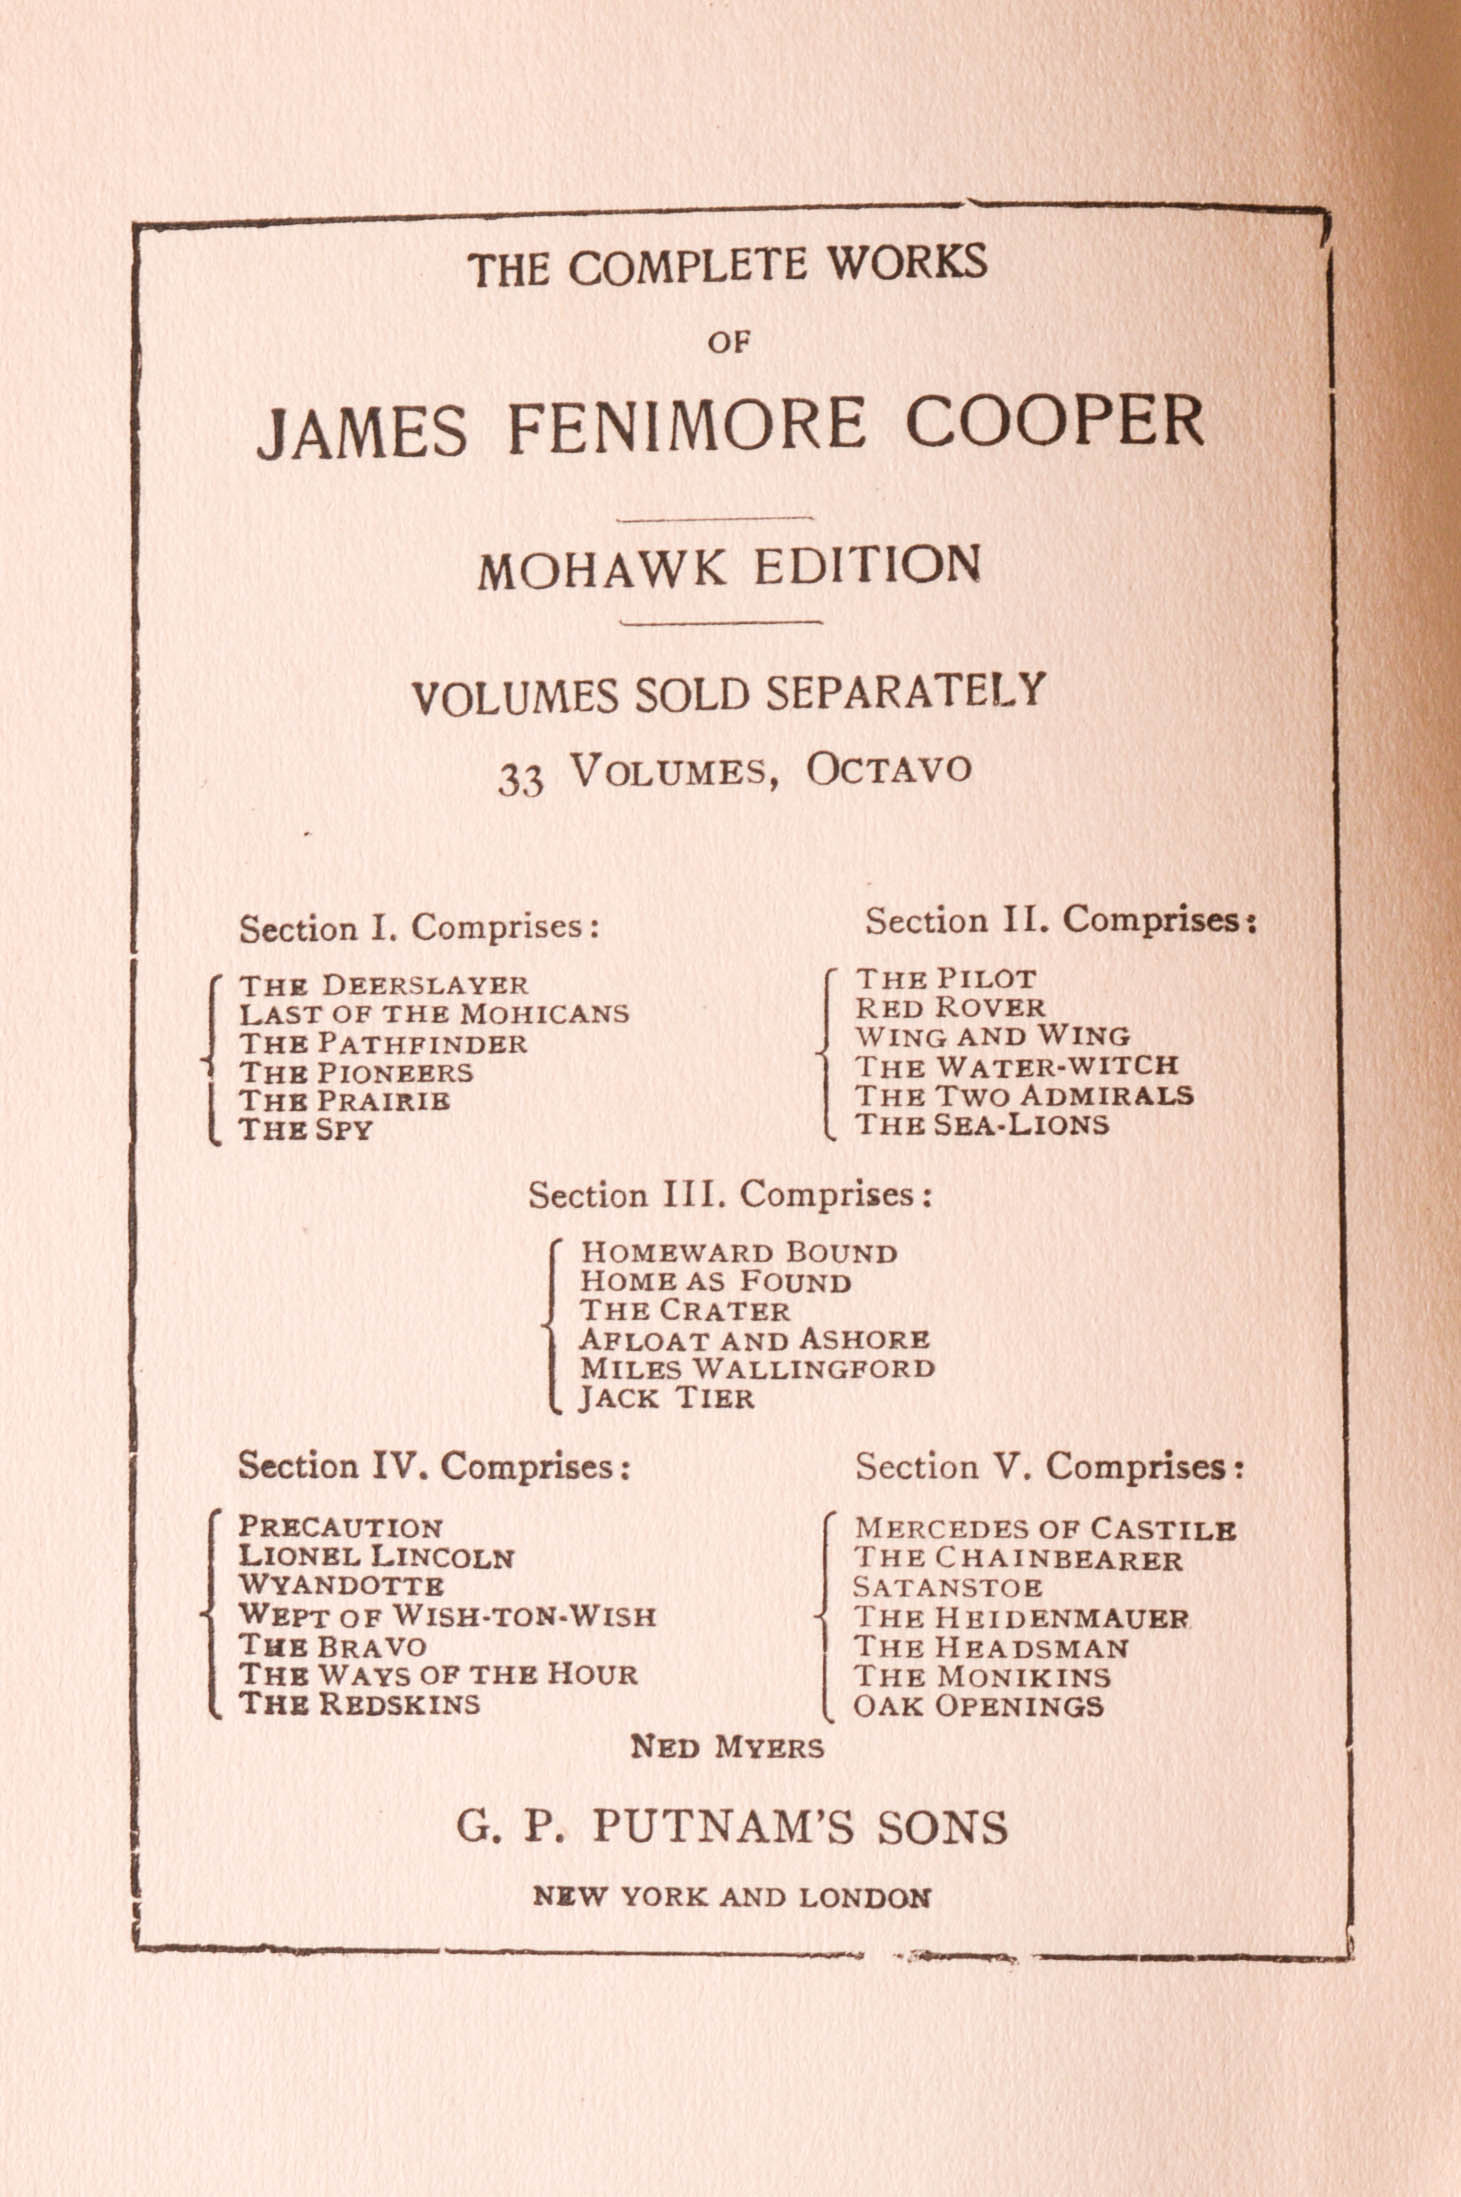 THE COMPLETE WORKS
OF
JAMES FENIMORE COOPER
MOHAWK EDITION
VOLUMES SOLD SEPARATELY
33 VOLUMES, OCTAVO
Section I. Comprises:
THE DEERSLAYER
LAST OF THE MOHICANS
THE PATHFINDER
THE PIONEERS
THE PRAIRIE
THE SPY
Section II. Comprises:
THE PILOT
RED ROVER
WING AND WING
THE WATER-WITCH
THE TWO ADMIRALS
THE SEA-LIONS
Section III. Comprises:
HOMEWARD BOUND
HOME AS FOUND
THE CRATER
AFLOAT AND ASHORE
MILES WALLINGFORD
JACK TIER
Section IV. Comprises:
PRECAUTION
LIONEL LINCOLN
WYANDOTTE
WEPT OF WISH-TON-WISH
THE BRAVO
THE WAYS OF THE HOUR
THE REDSKINS
Section V. Comprises:
MERCEDES OF CASTILE
THE CHAINBEARER
SATANSTOE
THE HEIDENMAUER
THE HEADSMAN
THE MONIKINS
OAK OPENINGS
NED MYERS
G. P. PUTNAM'S SONS
NEW YORK AND LONDON